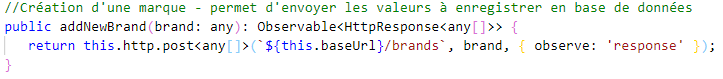 //Création d'une marque - permet d'envoyer les valeurs à enregistrer en base de données
public addNewBrand(brand: any): Observable<HttpResponse<any[]>> {
  return this.http.post<any[]>(`${this.baseUrl}/brands`, brand, { observe: 'response' });
}